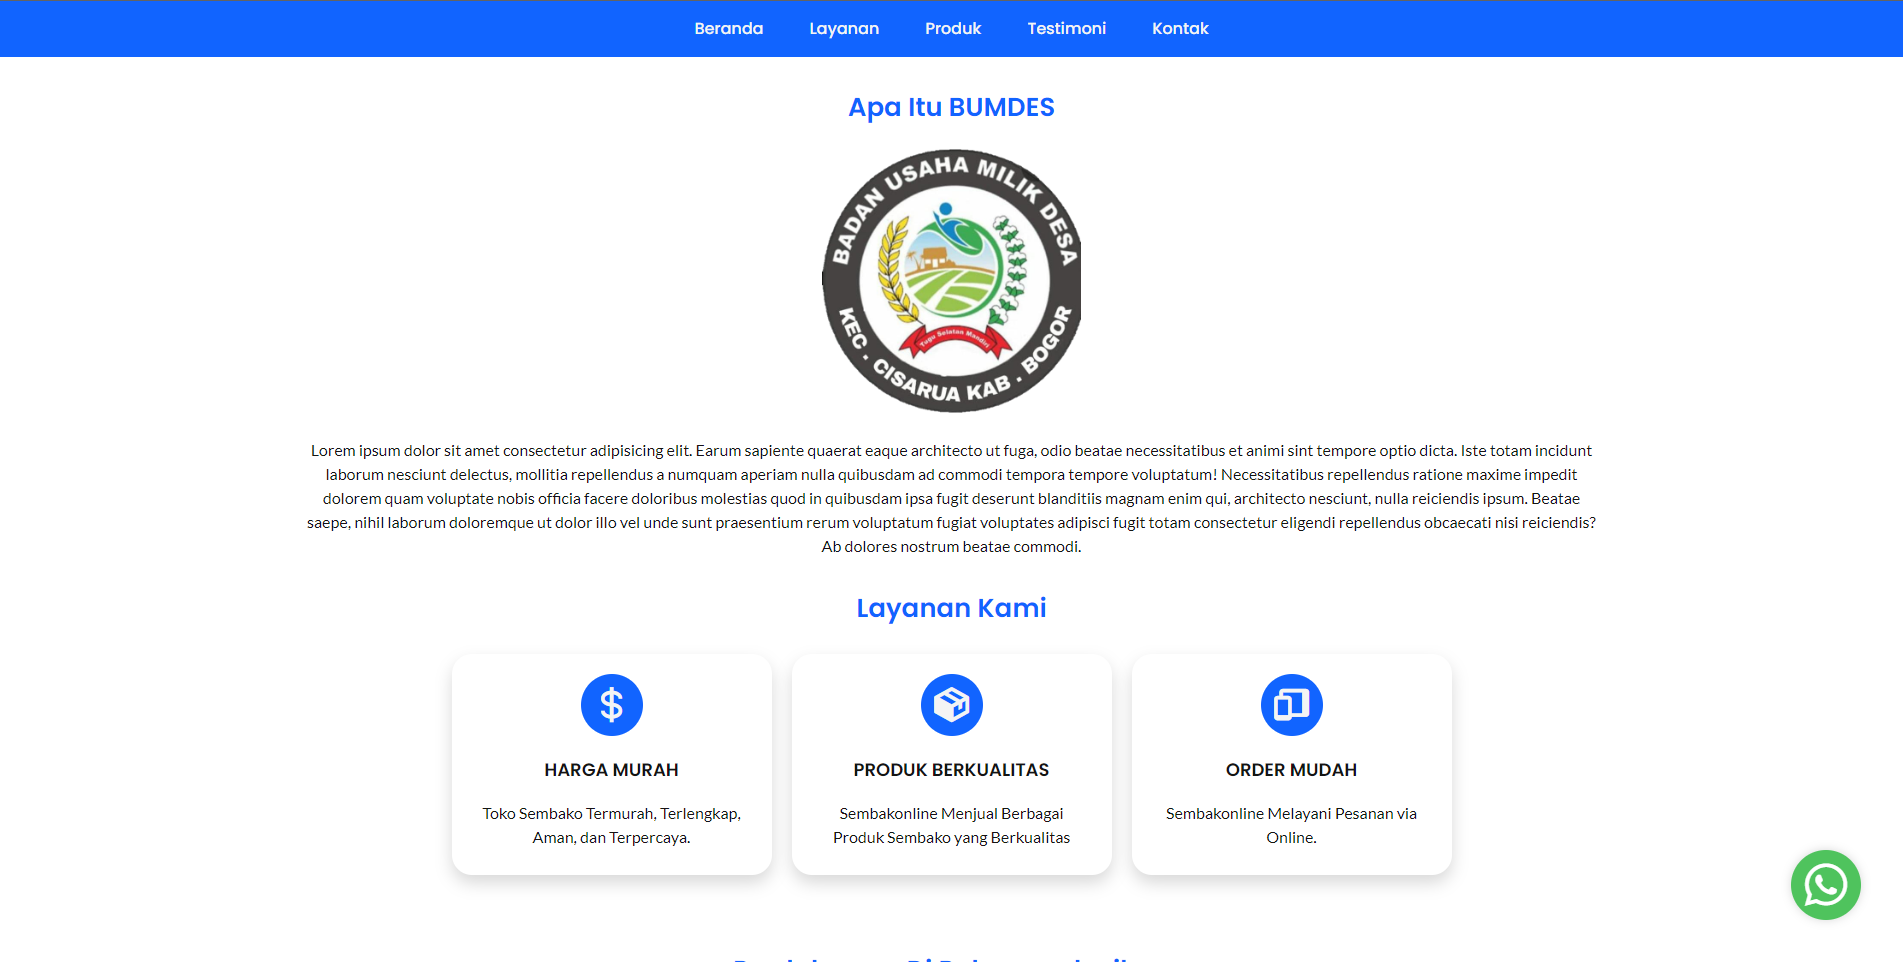 Beranda Layanan Produk Testimoni Kontak
Apa Itu BUMDES
BADAN USAHA MILIK DESA
Tugu Selatan Mandiri
KEC . CISARUA KAB . BOGOR
Lorem ipsum dolor sit amet consectetur adipisicing elit. Earum sapiente quaerat eaque architecto ut fuga, odio beatae necessitatibus et animi sint tempore optio dicta. Iste totam incidunt
laborum nesciunt delectus, mollitia repellendus a numquam aperiam nulla quibusdam ad commodi tempora tempore voluptatum! Necessitatibus repellendus ratione maxime impedit
dolorem quam voluptate nobis officia facere doloribus molestias quod in quibusdam ipsa fugit deserunt blanditiis magnam enim qui, architecto nesciunt, nulla reiciendis ipsum. Beatae
saepe, nihil laborum doloremque ut dolor illo vel unde sunt praesentium rerum voluptatum fugiat voluptates adipisci fugit totam consectetur eligendi repellendus obcaecati nisi reiciendis?
Ab dolores nostrum beatae commodi.
Layanan Kami
HARGA MURAH
Toko Sembako Termurah, Terlengkap,
Aman, dan Terpercaya.
PRODUK BERKUALITAS
Sembakonline Menjual Berbagai
Produk Sembako yang Berkualitas
ORDER MUDAH
Sembakonline Melayani Pesanan via
Online.